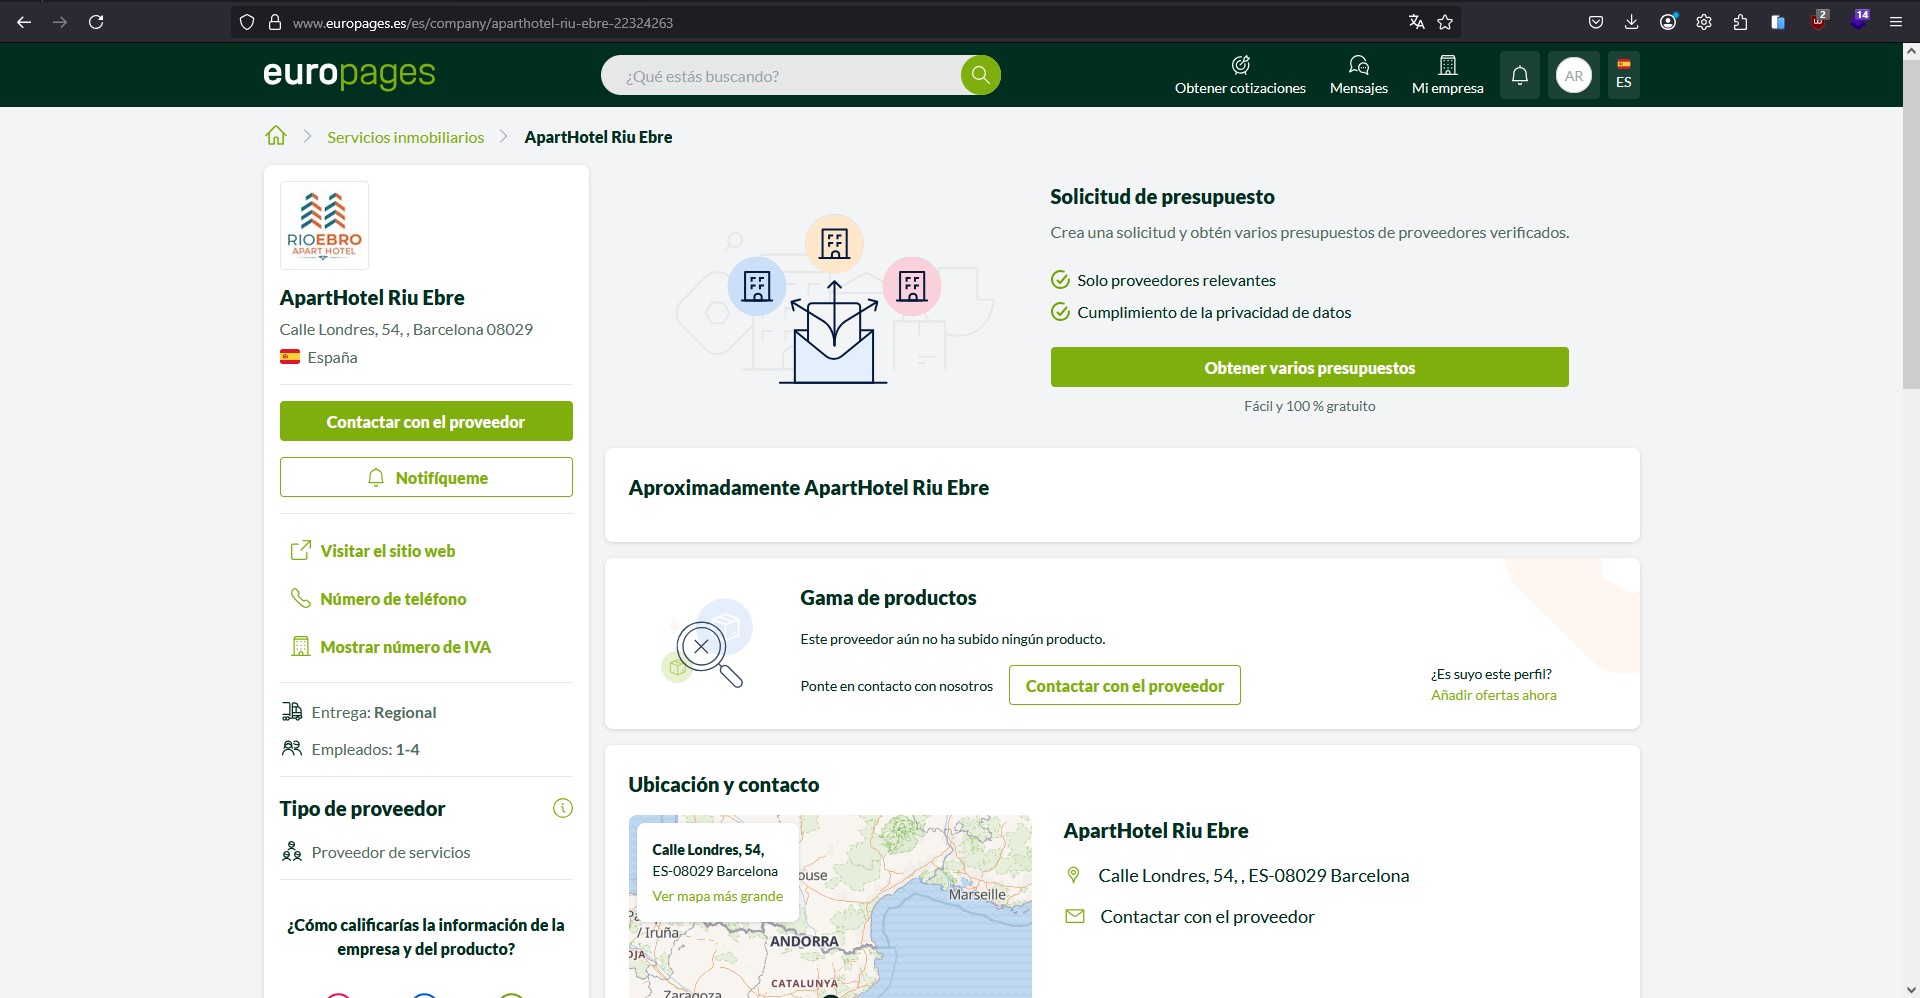 www.europages.es/es/company/aparthotel-riu-ebre-22324263
2
14
europages
¿Qué estás buscando?
Obtener cotizaciones
Mensajes
Mi empresa
AR
ES
Servicios inmobiliarios
ApartHotel Riu Ebre
RIOEBRO
APART HOTEL
ApartHotel Riu Ebre
Calle Londres, 54, , Barcelona 08029
España
Contactar con el proveedor
Notifíqueme
Visitar el sitio web
Número de teléfono
Mostrar número de IVA
Entrega: Regional
Empleados: 1-4
Tipo de proveedor
Proveedor de servicios
¿Cómo calificarías la información de la
empresa y del producto?
Solicitud de presupuesto
Crea una solicitud y obtén varios presupuestos de proveedores verificados.
Solo proveedores relevantes
Cumplimiento de la privacidad de datos
Obtener varios presupuestos
Fácil y 100 % gratuito
Aproximadamente ApartHotel Riu Ebre
Gama de productos
Este proveedor aún no ha subido ningún producto.
Ponte en contacto con nosotros
Contactar con el proveedor
¿Es suyo este perfil?
Añadir ofertas ahora
Ubicación y contacto
Calle Londres, 54,
ES-08029 Barcelona
Ver mapa más grande
ouse
Marseille
/ Iruña
ANDORRA
CATALUNYA
Zaragoza
ApartHotel Riu Ebre
Calle Londres, 54, , ES-08029 Barcelona
Contactar con el proveedor